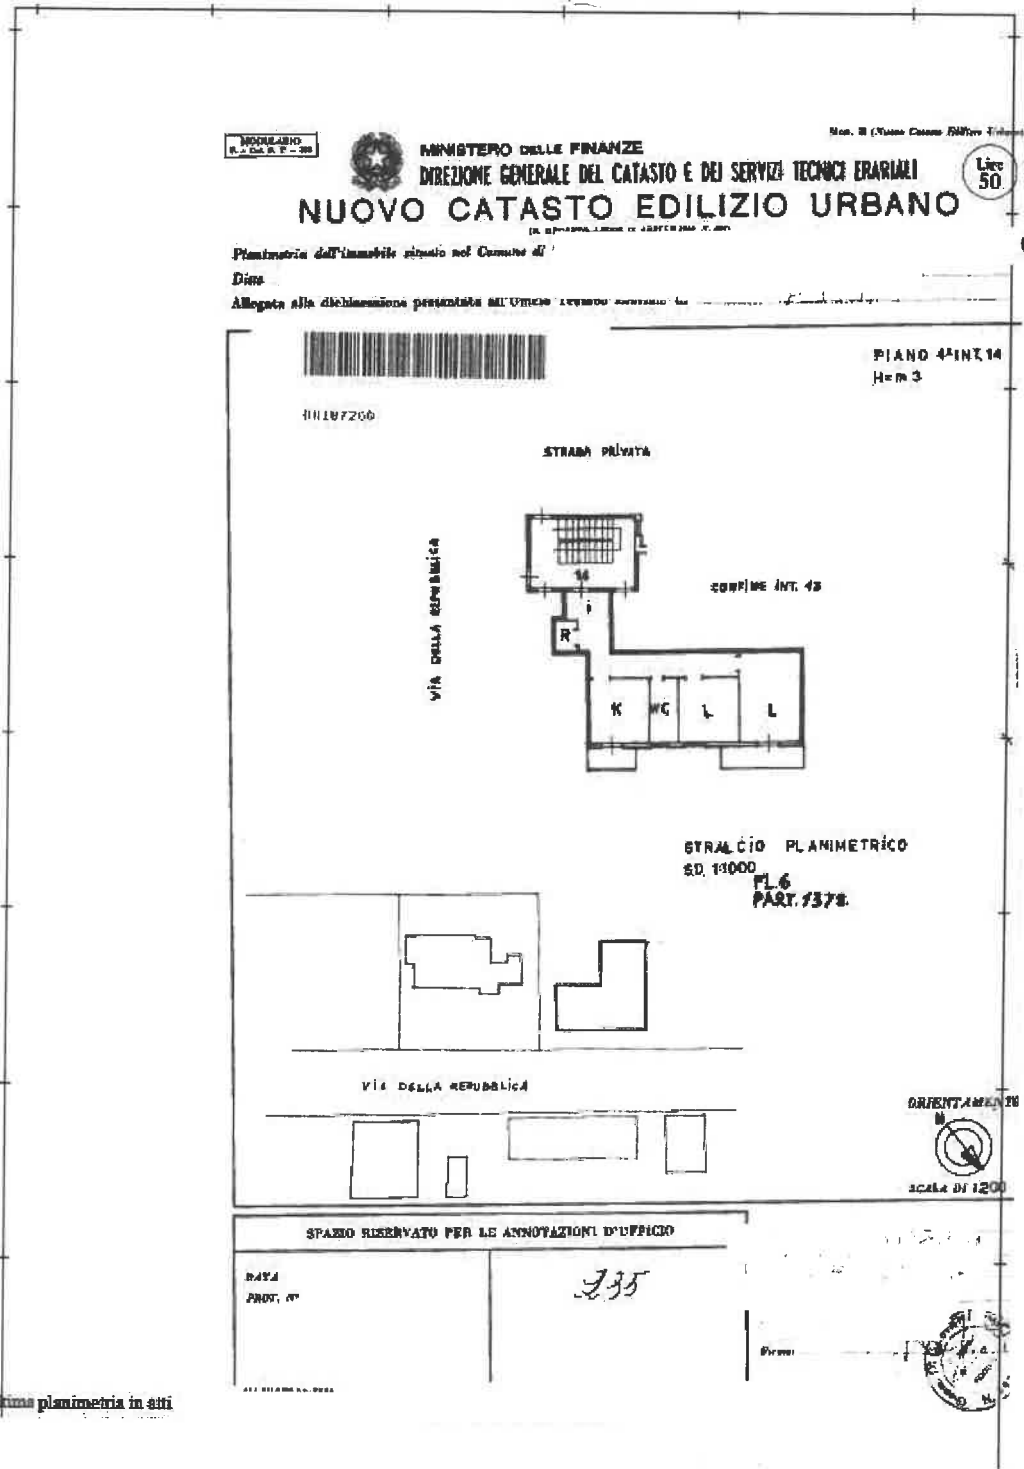 MODULARIO
MINISTERO DELLE FINANZE
DIREZIONE GENERALE DEL CATASTO E DEI SERVIZI TECNICI ERARIALI
Lire
50
NUOVO CATASTO EDILIZIO URBANO
Planimetria dell'immobile situato nel Comune di
Ditta
Allegata alla dichiarazione presentata all'Ufficio Tecnico Erariale di
PIANO 4° INT. 14
H= m 3
STRADA PRIVATA
VIA DELLA REPUBBLICA
14
CONFINE INT. 13
i
R
K
WC
L
L
STRALCIO PLANIMETRICO
1:1000
FL.6
PART. 1378
VIA DELLA REPUBBLICA
ORIENTAMENTO
N
SCALA DI 1:200
SPAZIO RISERVATO PER LE ANNOTAZIONI D'UFFICIO
DATA
PROT. N°
235
Firma
planimetria in atti